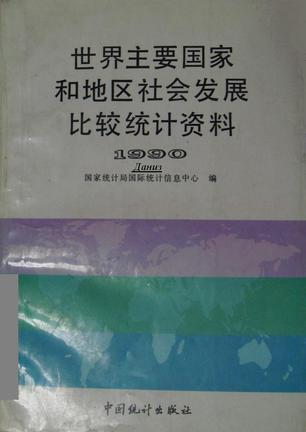 世界主要国家
和地区社会发展
比较统计资料
1990
Даниз
国家统计局国际统计信息中心 编
中国统计出版社